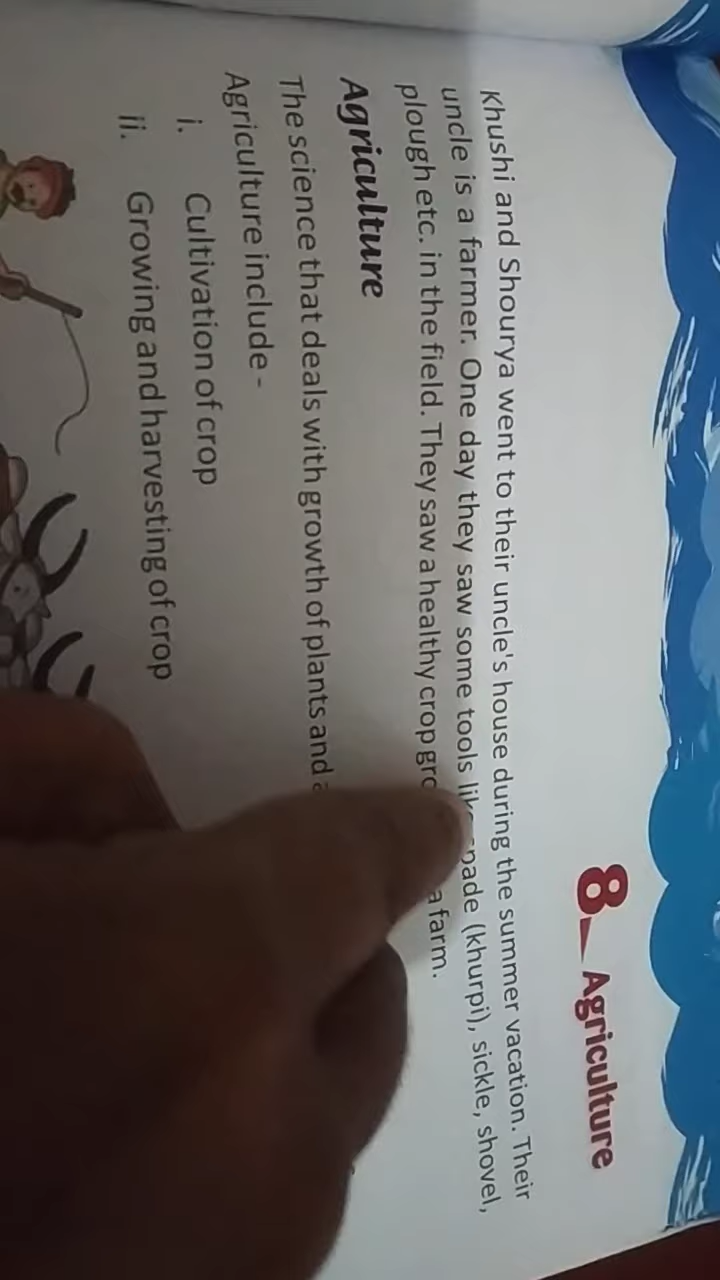 8 Agriculture
Khushi and Shourya went to their uncle's house during the summer vacation. Their
uncle is a farmer. One day they saw some tools (khurpi), sickle, shovel,
plough etc. in the field. They saw a healthy crop a farm.
Agriculture
The science that deals with growth of plants and
Agriculture include -
i. Cultivation of crop
ii. Growing and harvesting of crop